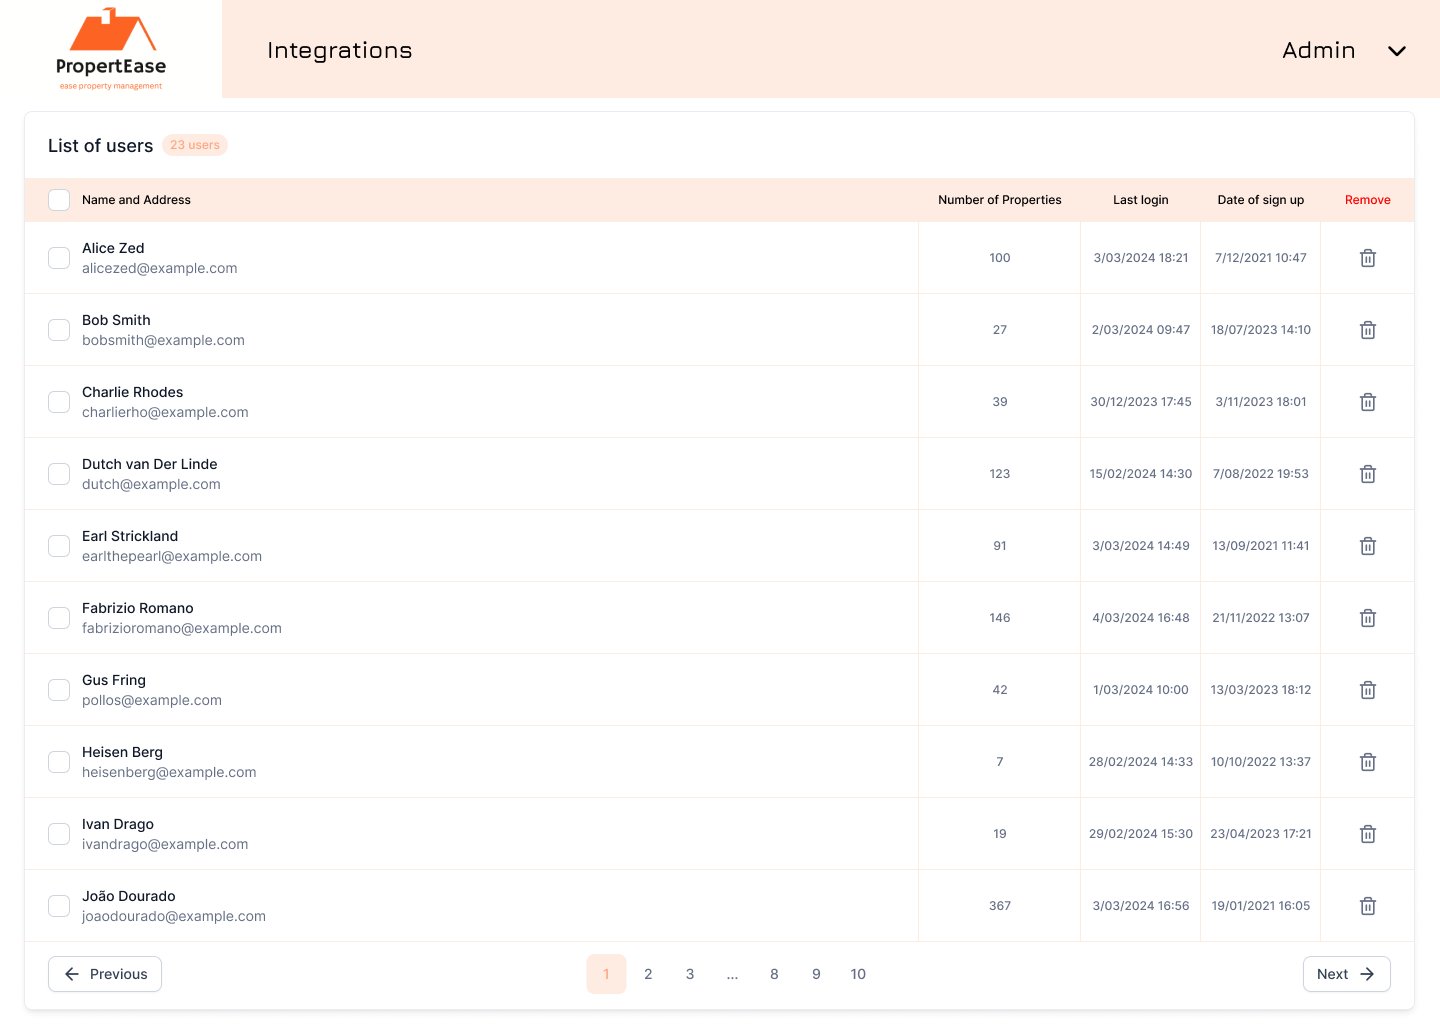 PropertEase
ease property management
Integrations
Admin
List of users
23 users
Name and Address
Number of Properties
Last login
Date of sign up
Remove
Alice Zed
alicezed@example.com
100
3/03/2024 18:21
7/12/2021 10:47
Bob Smith
bobsmith@example.com
27
2/03/2024 09:47
18/07/2023 14:10
Charlie Rhodes
charlierho@example.com
39
30/12/2023 17:45
3/11/2023 18:01
Dutch van Der Linde
dutch@example.com
123
15/02/2024 14:30
7/08/2022 19:53
Earl Strickland
earlthepearl@example.com
91
3/03/2024 14:49
13/09/2021 11:41
Fabrizio Romano
fabrizioromano@example.com
146
4/03/2024 16:48
21/11/2022 13:07
Gus Fring
pollos@example.com
42
1/03/2024 10:00
13/03/2023 18:12
Heisen Berg
heisenberg@example.com
7
28/02/2024 14:33
10/10/2022 13:37
Ivan Drago
ivandrago@example.com
19
29/02/2024 15:30
23/04/2023 17:21
João Dourado
joaodourado@example.com
367
3/03/2024 16:56
19/01/2021 16:05
Previous
1 2 3 ... 8 9 10
Next